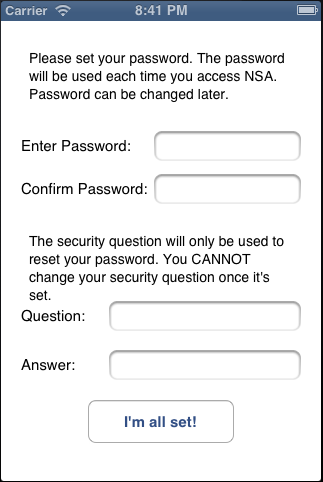 Carrier 8:41 PM
Please set your password. The password
will be used each time you access NSA.
Password can be changed later.
Enter Password:
Confirm Password:
The security question will only be used to
reset your password. You CANNOT
change your security question once it's
set.
Question:
Answer:
I'm all set!